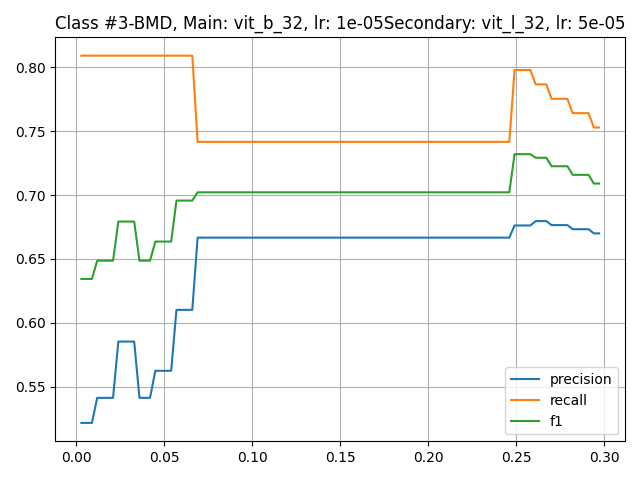 Class #3-BMD, Main: vit_b_32, lr: 1e-05Secondary: vit_l_32, lr: 5e-05
0.80
0.75
0.70
0.65
0.60
0.55
precision
recall
f1
0.00 0.05 0.10 0.15 0.20 0.25 0.30